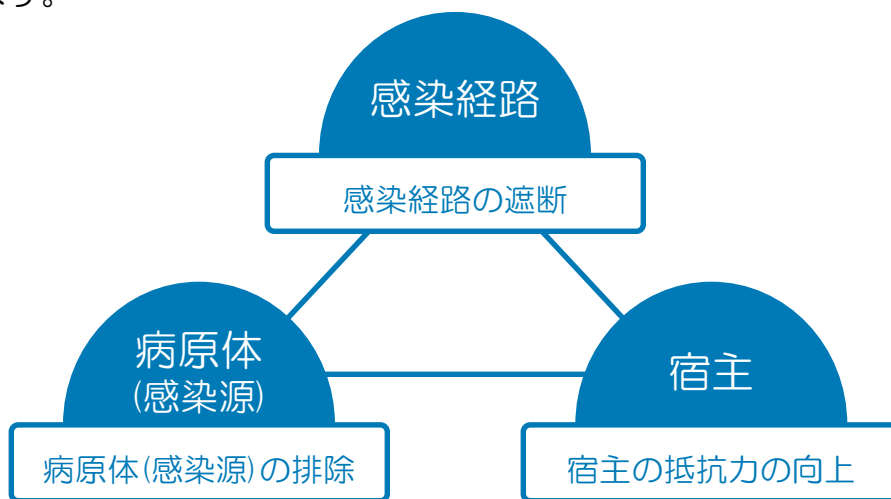 感染経路
感染経路の遮断
病原体
(感染源)
病原体(感染源)の排除
宿主
宿主の抵抗力の向上